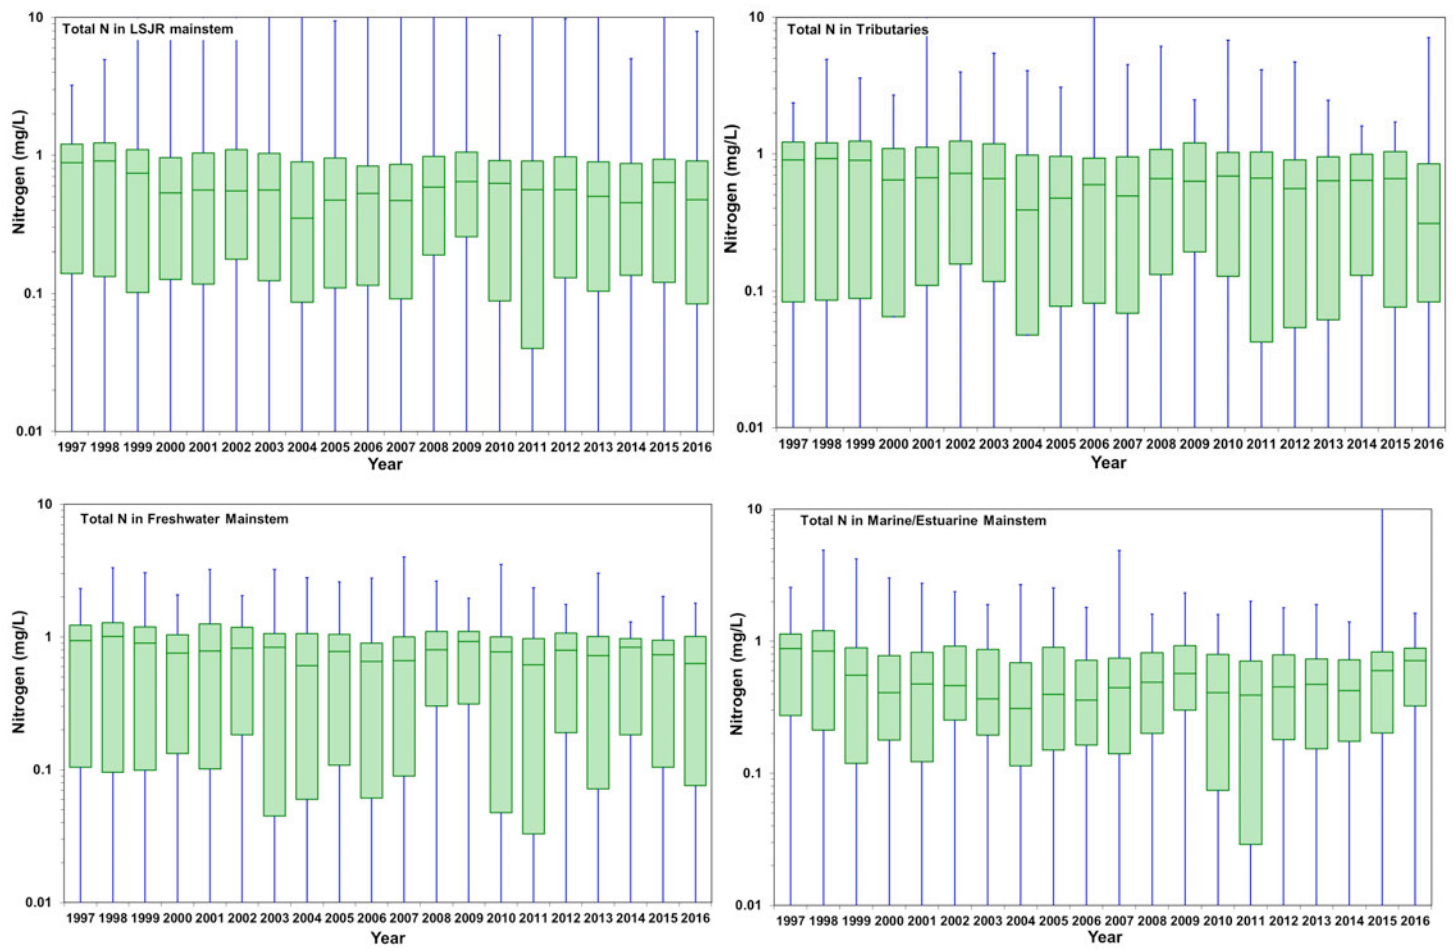 Total N in LSJR mainstem
Nitrogen (mg/L)
10
1
0.1
0.01
1997 1998 1999 2000 2001 2002 2003 2004 2005 2006 2007 2008 2009 2010 2011 2012 2013 2014 2015 2016
Year
Total N in Tributaries
Nitrogen (mg/L)
10
1
0.1
0.01
1997 1998 1999 2000 2001 2002 2003 2004 2005 2006 2007 2008 2009 2010 2011 2012 2013 2014 2015 2016
Year
Total N in Freshwater Mainstem
Nitrogen (mg/L)
10
1
0.1
0.01
1997 1998 1999 2000 2001 2002 2003 2004 2005 2006 2007 2008 2009 2010 2011 2012 2013 2014 2015 2016
Year
Total N in Marine/Estuarine Mainstem
Nitrogen (mg/L)
10
1
0.1
0.01
1997 1998 1999 2000 2001 2002 2003 2004 2005 2006 2007 2008 2009 2010 2011 2012 2013 2014 2015 2016
Year